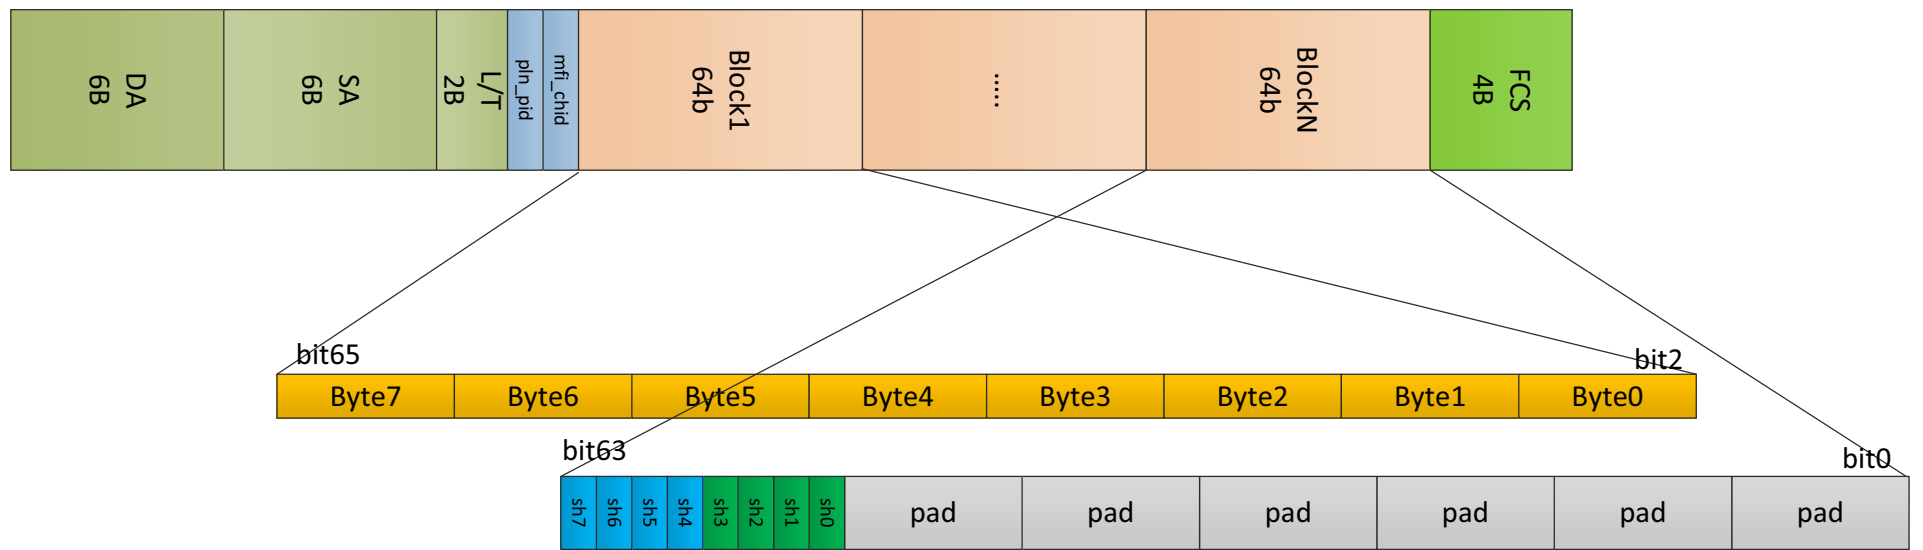 DA
6B
SA
6B
L/T
2B
pln_pid
mfi_chid
Block1
64b
.....
BlockN
64b
FCS
4B
bit65
bit2
Byte7 Byte6 Byte5 Byte4 Byte3 Byte2 Byte1 Byte0
bit63
bit0
sh7 sh6 sh5 sh4 sh3 sh2 sh1 sh0 pad pad pad pad pad pad